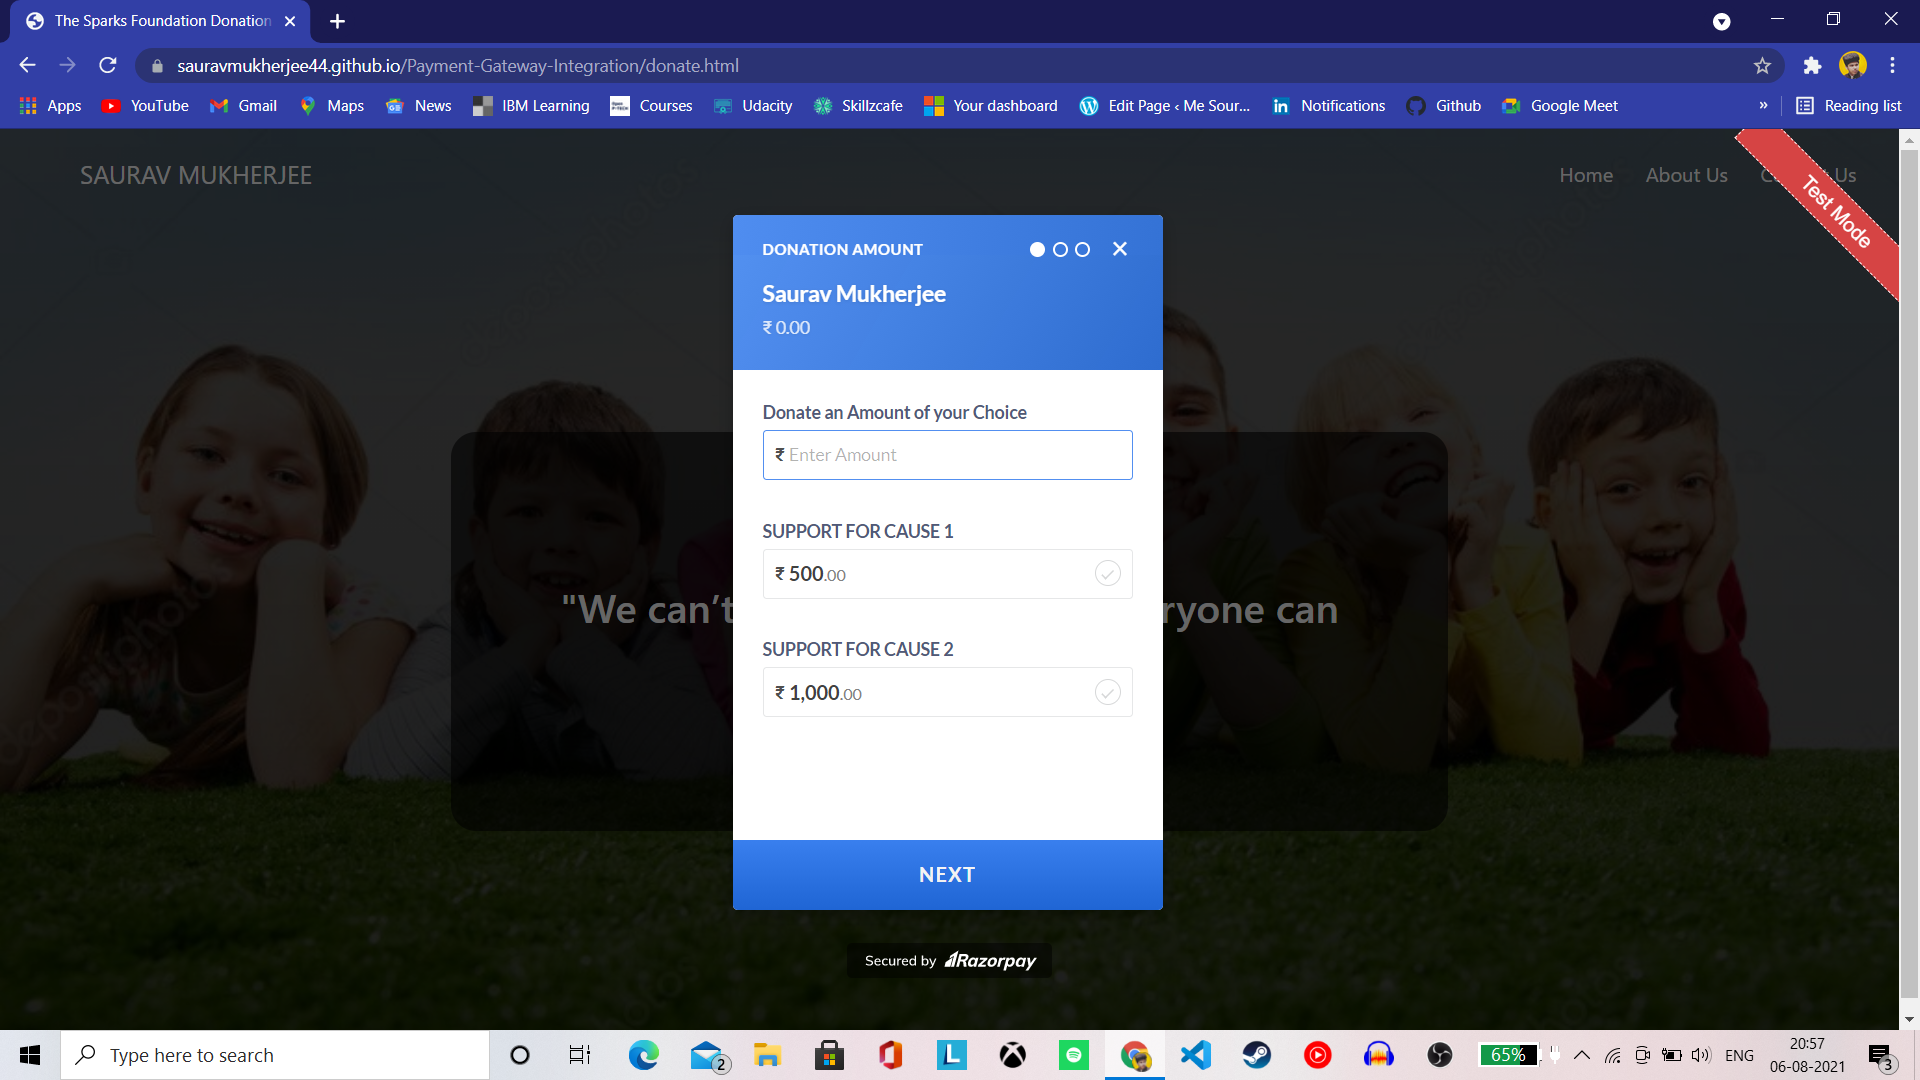 The Sparks Foundation Donation
sauravmukherjee44.github.io/Payment-Gateway-Integration/donate.html
Apps
YouTube
Gmail
Maps
News
IBM Learning
Courses
Udacity
Skillzcafe
Your dashboard
Edit Page ‹ Me Sour...
Notifications
Github
Google Meet
»
Reading list
SAURAV MUKHERJEE
Home
About Us
Us
Test Mode
DONATION AMOUNT
Saurav Mukherjee
₹ 0.00
Donate an Amount of your Choice
₹ Enter Amount
SUPPORT FOR CAUSE 1
₹ 500.00
"We can't
ryone can
SUPPORT FOR CAUSE 2
₹ 1,000.00
NEXT
Secured by Razorpay
depositphotos
Type here to search
2
65%
ENG
20:57
06-08-2021
3